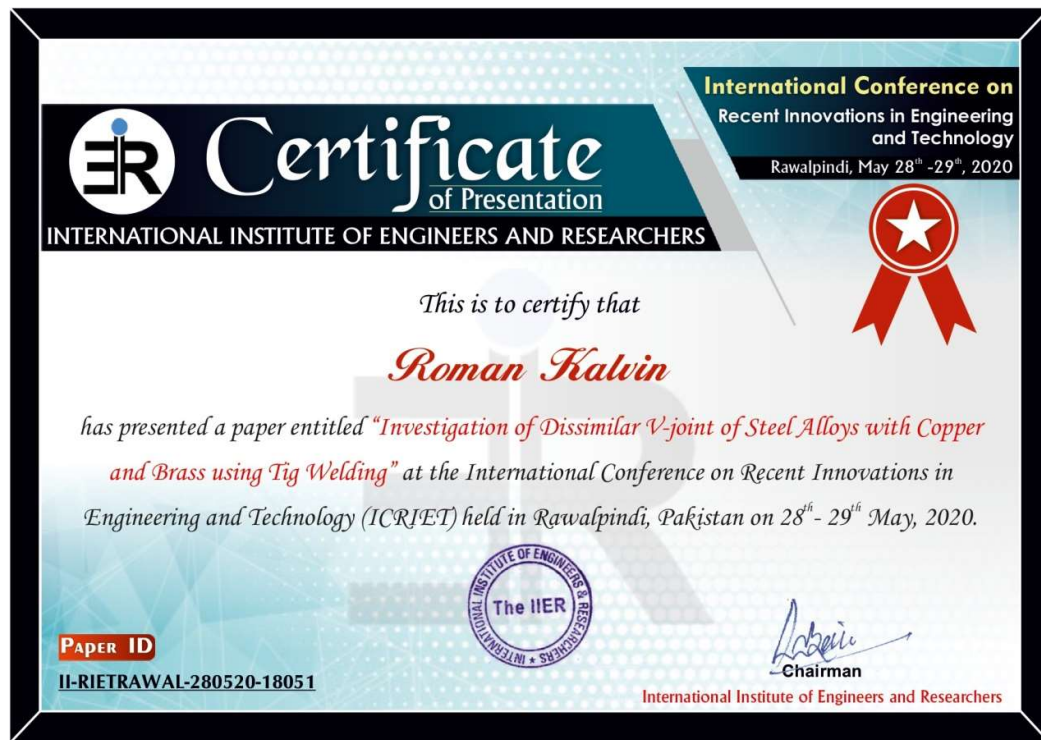 International Conference on
Recent Innovations in Engineering
and Technology
Rawalpindi, May 28th -29th, 2020
IIER
Certificate
of Presentation
INTERNATIONAL INSTITUTE OF ENGINEERS AND RESEARCHERS
This is to certify that
Roman Kalvin
has presented a paper entitled “Investigation of Dissimilar V-joint of Steel Alloys with Copper
and Brass using Tig Welding” at the International Conference on Recent Innovations in
Engineering and Technology (ICRIET) held in Rawalpindi, Pakistan on 28th- 29th May, 2020.
INTERNATIONAL INSTITUTE OF ENGINEERS & RESEARCHERS ★
The IIER
PAPER ID
II-RIETRAWAL-280520-18051
Chairman
International Institute of Engineers and Researchers